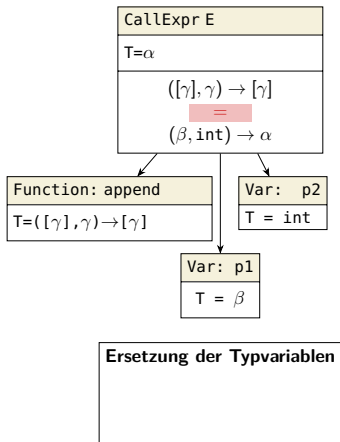 CallExpr E
T=α
([γ], γ) → [γ]
=
(β, int) → α
Function: append
T=([γ],γ)→[γ]
Var: p2
T = int
Var: p1
T = β
Ersetzung der Typvariablen